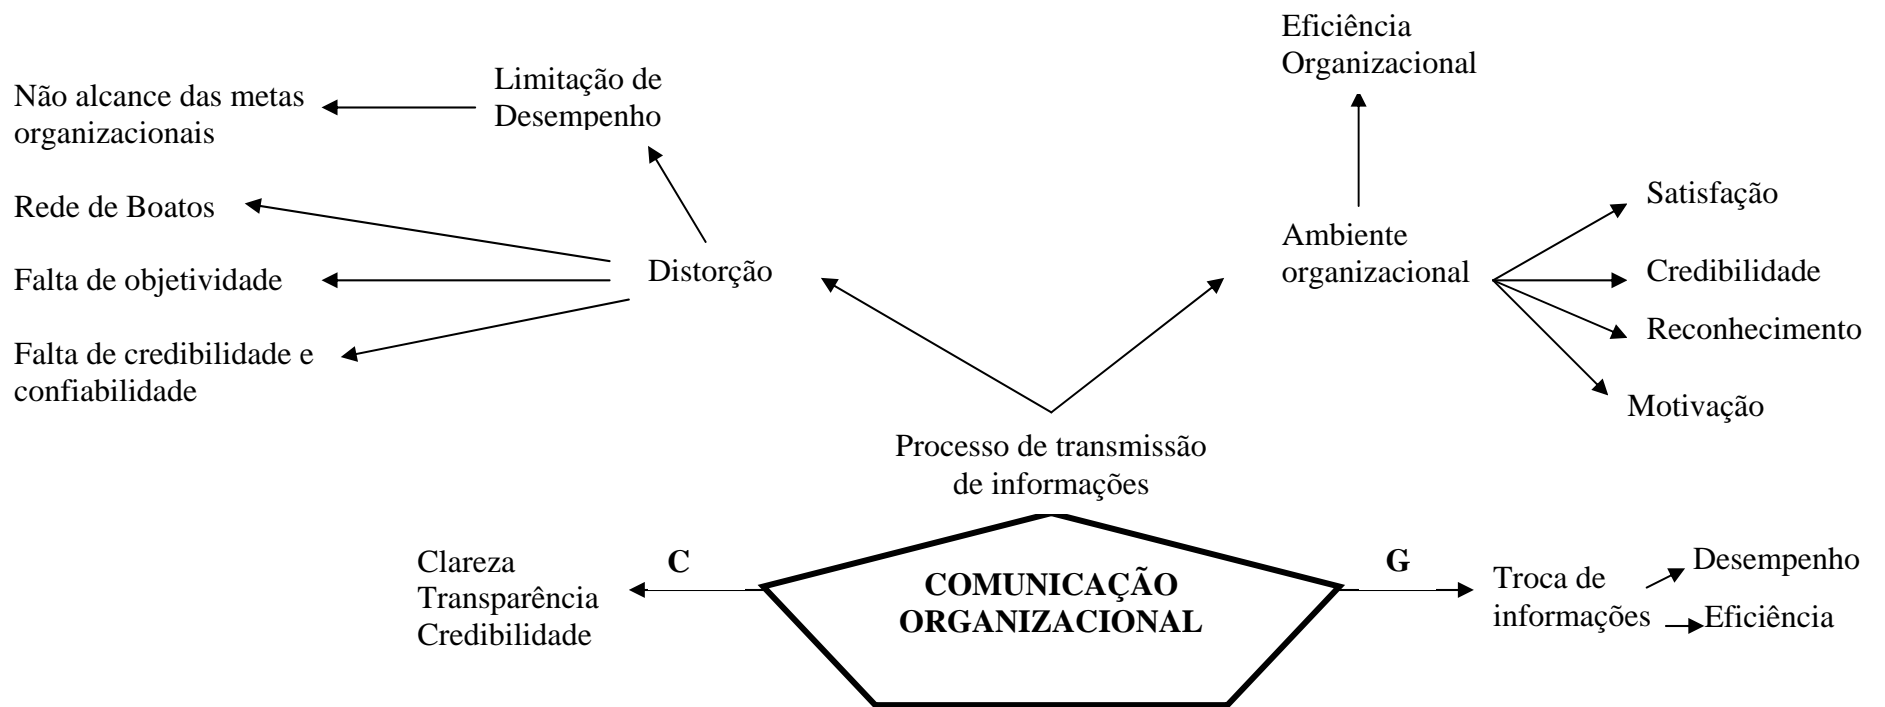 Eficiência
Organizacional
Limitação de
Desempenho
Não alcance das metas
organizacionais
Rede de Boatos
Falta de objetividade
Falta de credibilidade e
confiabilidade
Distorção
Ambiente
organizacional
Satisfação
Credibilidade
Reconhecimento
Motivação
Processo de transmissão
de informações
Clareza
Transparência
Credibilidade
C
COMUNICAÇÃO
ORGANIZACIONAL
G
Troca de
informações
Desempenho
Eficiência